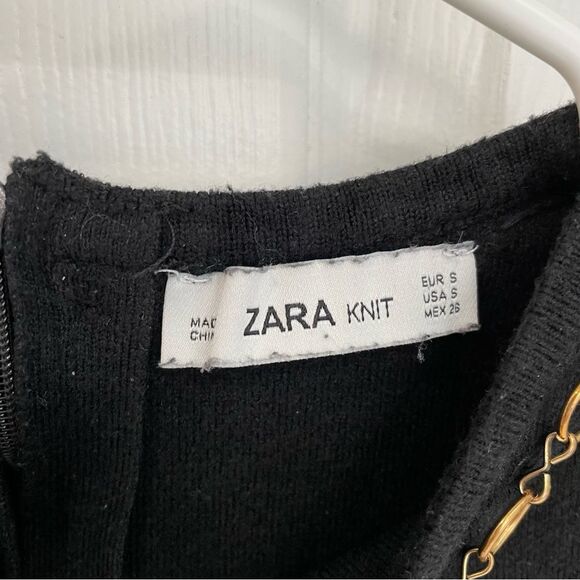 ZARA KNIT
EUR S
USA S
MEX 26